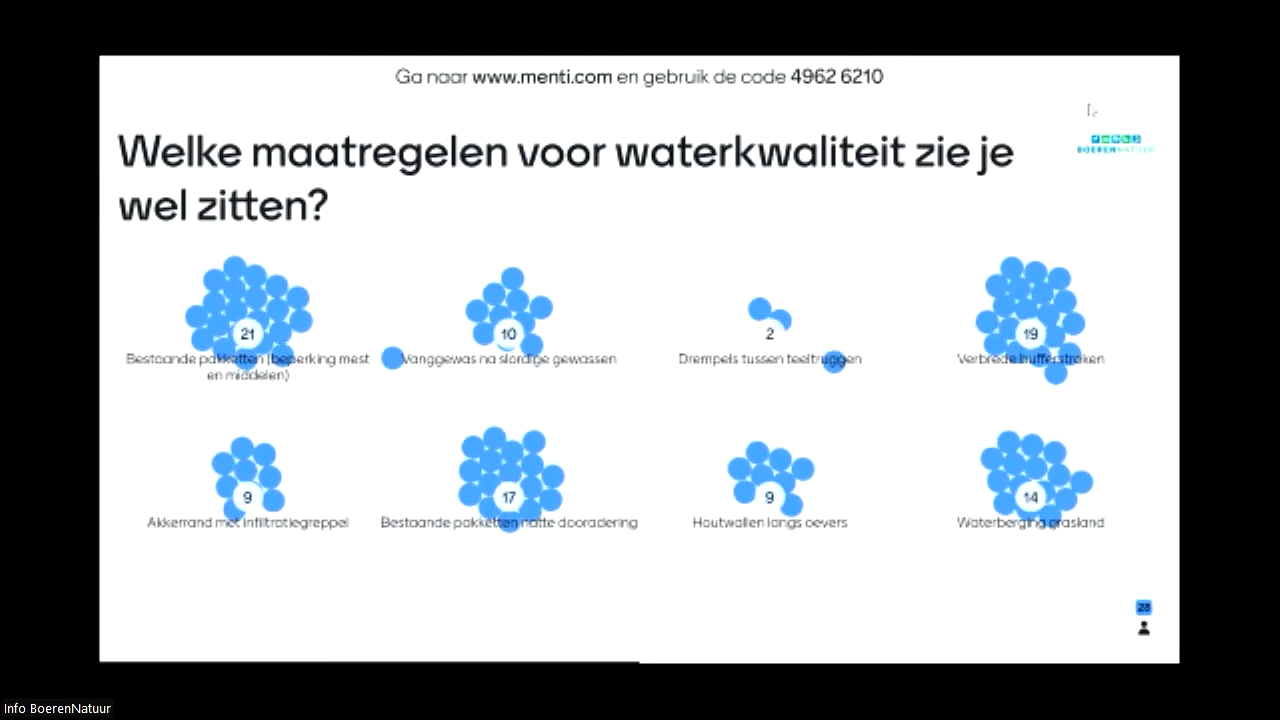 Ga naar www.menti.com en gebruik de code 4962 6210
Welke maatregelen voor waterkwaliteit zie je
wel zitten?
BOERENNATUUR
21
Bestaande pakketten (beperking mest
en middelen)
10
Vanggewas na slordige gewassen
2
Drempels tussen teeltruggen
19
Verbrede bufferstroken
9
Akkerrand met infiltratiegreppel
17
Bestaande pakketten natte dooradering
9
Houtwallen langs oevers
14
Waterberging grasland
28
Info BoerenNatuur